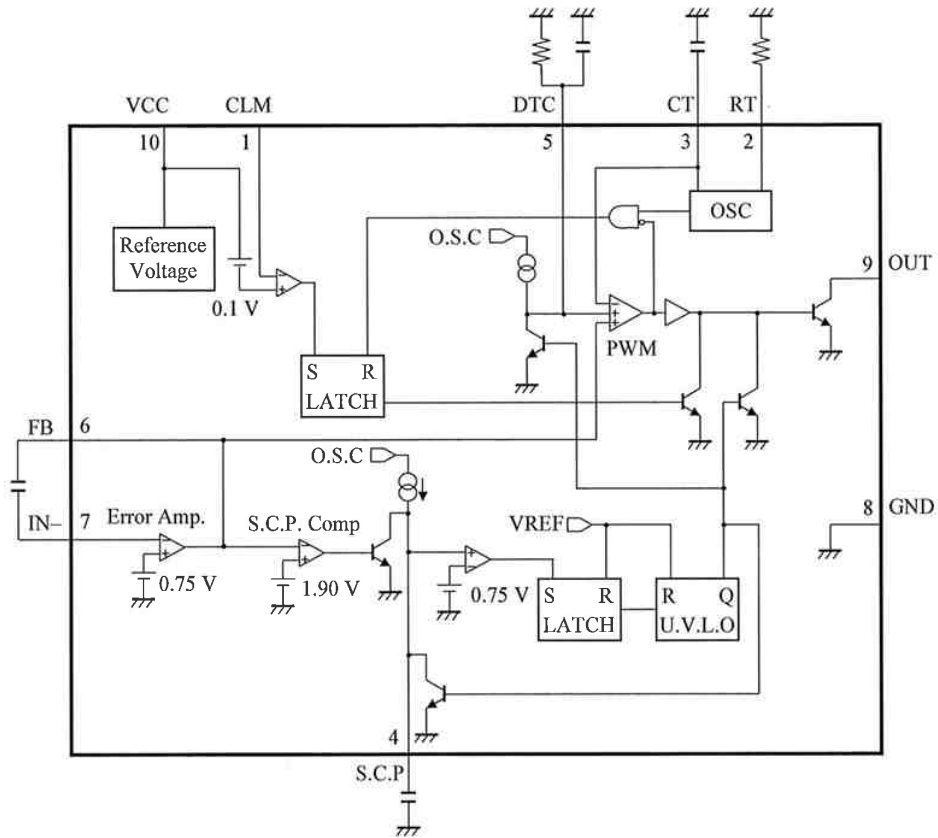 DTC
CT
RT
VCC
CLM
10
1
5
3
2
OSC
O.S.C
Reference
Voltage
0.1 V
PWM
9
OUT
S R
LATCH
FB
6
O.S.C
IN–
7
Error Amp.
S.C.P. Comp
VREF
8
GND
0.75 V
1.90 V
0.75 V
S R
LATCH
R Q
U.V.L.O
4
S.C.P